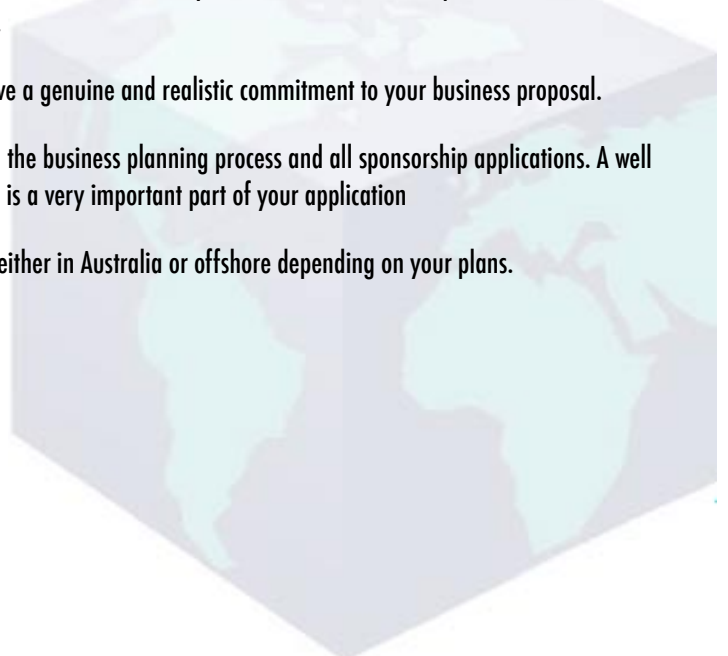 ve a genuine and realistic commitment to your business proposal.
the business planning process and all sponsorship applications. A well
is a very important part of your application
either in Australia or offshore depending on your plans.